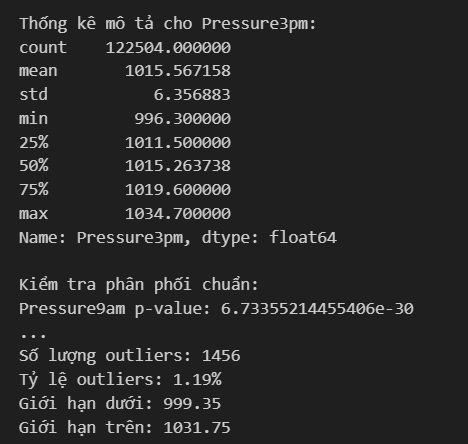 Thống kê mô tả cho Pressure3pm:
count    122504.000000
mean       1015.567158
std           6.356883
min         996.300000
25%        1011.500000
50%        1015.263738
75%        1019.600000
max        1034.700000
Name: Pressure3pm, dtype: float64

Kiểm tra phân phối chuẩn:
Pressure9am p-value: 6.73355214455406e-30
...
Số lượng outliers: 1456
Tỷ lệ outliers: 1.19%
Giới hạn dưới: 999.35
Giới hạn trên: 1031.75